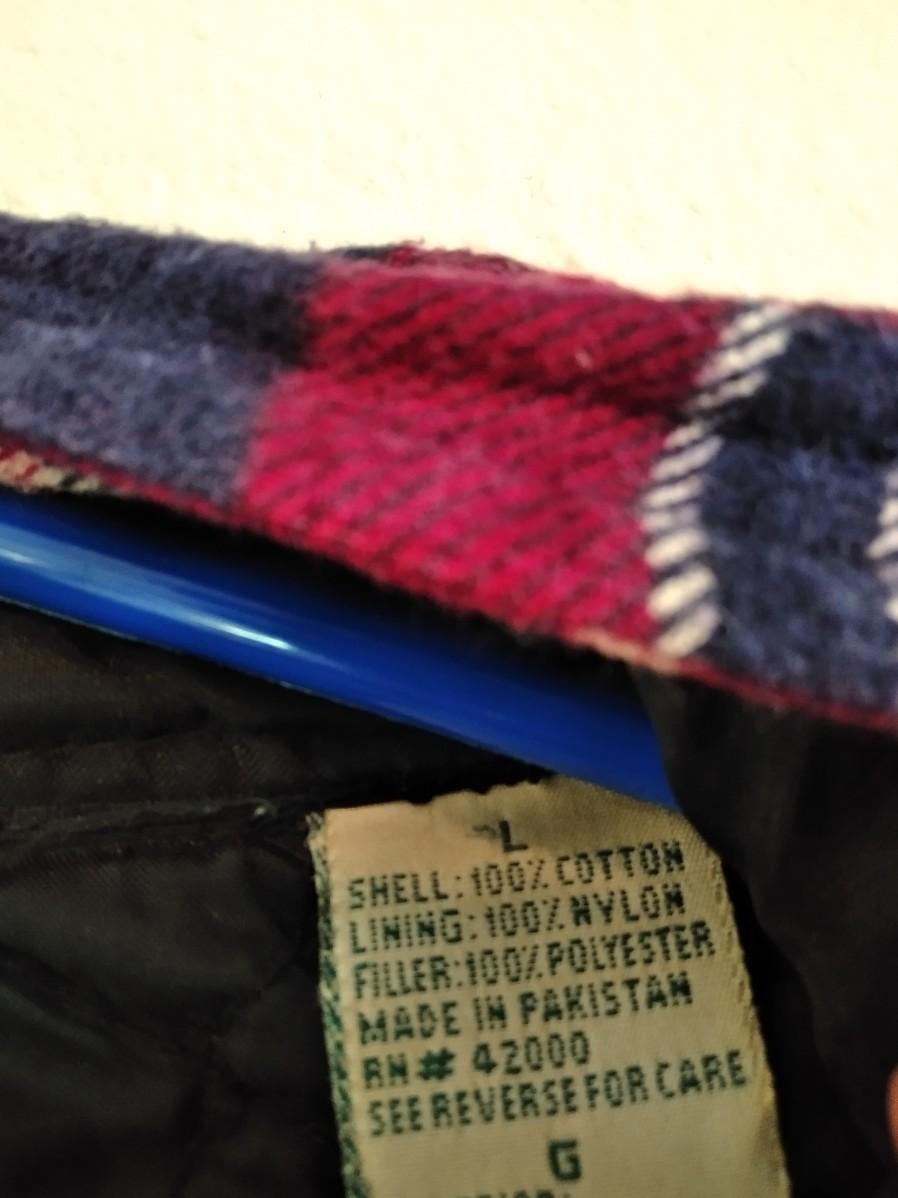 L
SHELL: 100% COTTON
LINING: 100% NYLON
FILLER: 100% POLYESTER
MADE IN PAKISTAN
RN# 42000
SEE REVERSE FOR CARE
G